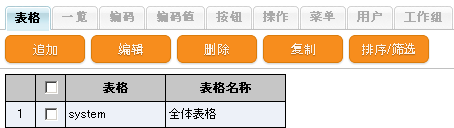 表格 一览 编码 编码值 按钮 操作 菜单 用户 工作组
追加 编辑 删除 复制 排序/筛选
表格 表格名称
1 system 全体表格